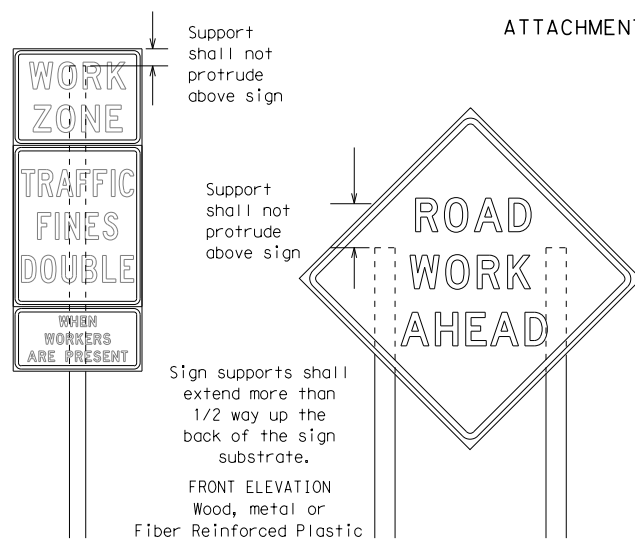 ATTACHMENT
Support
shall not
protrude
above sign
WORK
ZONE
TRAFFIC
FINES
DOUBLE
WHEN
WORKERS
ARE PRESENT
Support
shall not
protrude
above sign
ROAD
WORK
AHEAD
Sign supports shall
extend more than
1/2 way up the
back of the sign
substrate.
FRONT ELEVATION
Wood, metal or
Fiber Reinforced Plastic